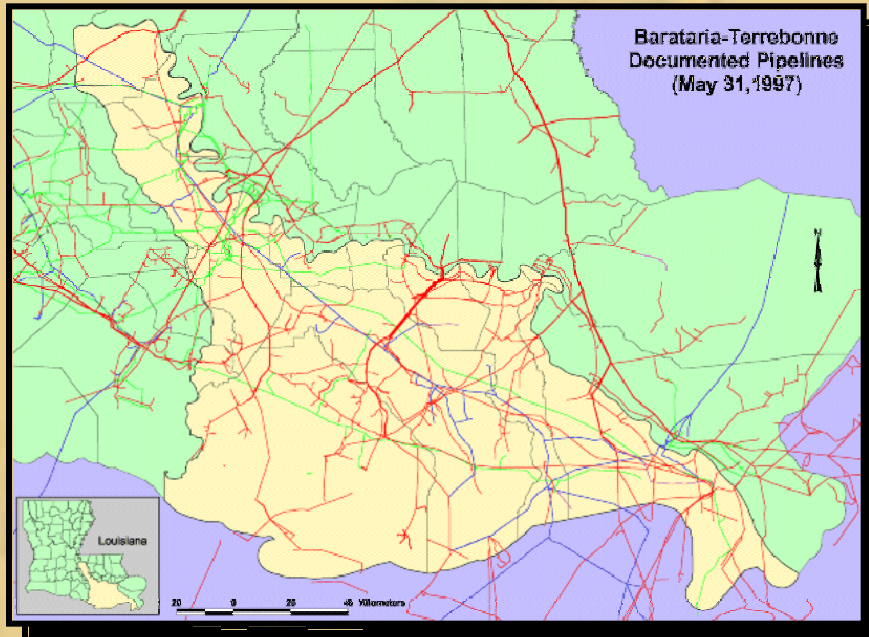 Barataria-Terrebonne
Documented Pipelines
(May 31, 1997)
N
Louisiana
20 0 20 40 Kilometers